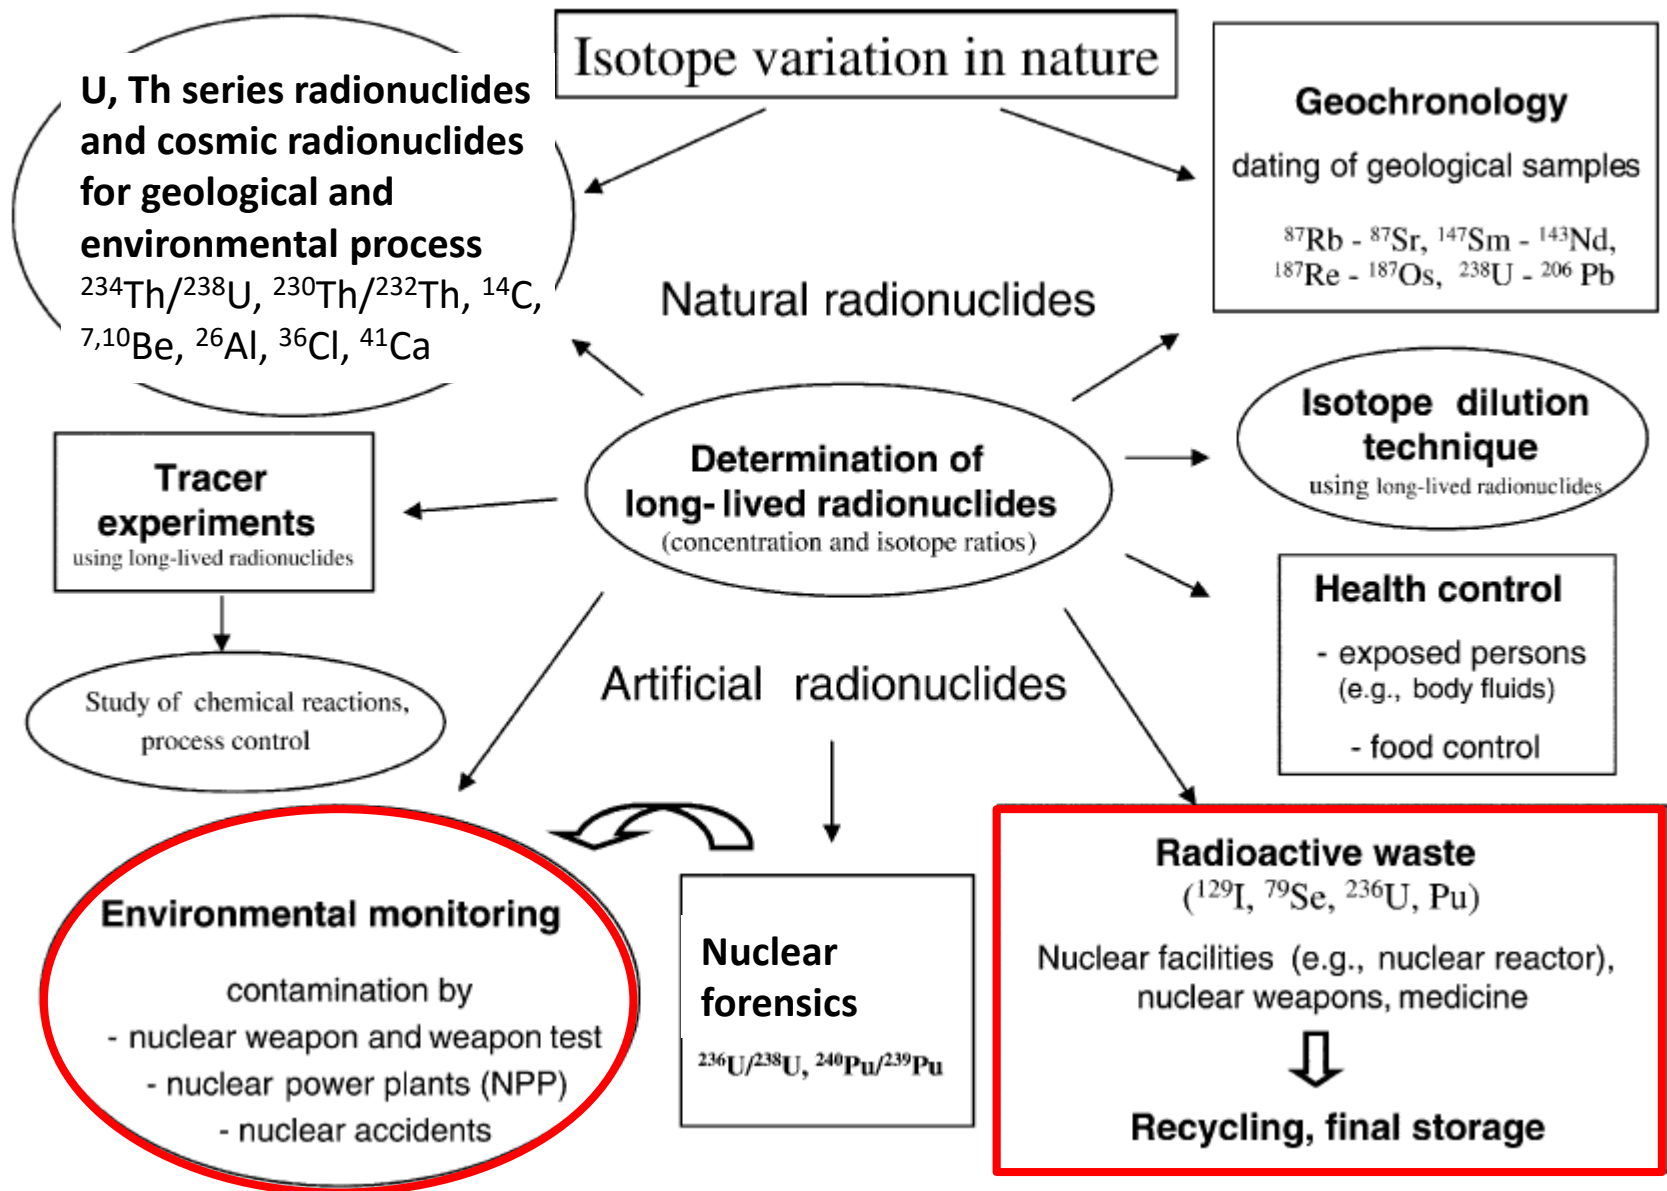 Isotope variation in nature
U, Th series radionuclides
and cosmic radionuclides
for geological and
environmental process
²³⁴Th/²³⁸U, ²³⁰Th/²³²Th, ¹⁴C,
⁷,¹⁰Be, ²⁶Al, ³⁶Cl, ⁴¹Ca
Geochronology
dating of geological samples
⁸⁷Rb - ⁸⁷Sr, ¹⁴⁷Sm - ¹⁴³Nd,
¹⁸⁷Re - ¹⁸⁷Os, ²³⁸U - ²⁰⁶ Pb
Natural radionuclides
Isotope dilution
technique
using long-lived radionuclides
Determination of
long-lived radionuclides
(concentration and isotope ratios)
Tracer
experiments
using long-lived radionuclides
Health control
- exposed persons
(e.g., body fluids)
- food control
Artificial radionuclides
Study of chemical reactions,
process control
Environmental monitoring
contamination by
- nuclear weapon and weapon test
- nuclear power plants (NPP)
- nuclear accidents
Nuclear
forensics
²³⁶U/²³⁸U, ²⁴⁰Pu/²³⁹Pu
Radioactive waste
(¹²⁹I, ⁷⁹Se, ²³⁶U, Pu)
Nuclear facilities (e.g., nuclear reactor),
nuclear weapons, medicine
Recycling, final storage